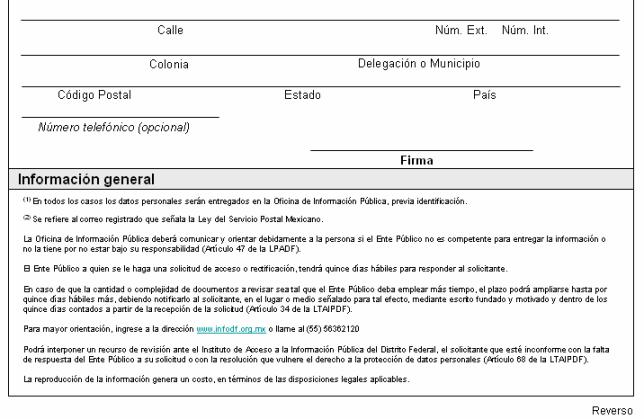 Calle Núm. Ext. Núm. Int.
Colonia Delegación o Municipio
Código Postal Estado País
Número telefónico (opcional)
Firma
Información general
(1) En todos los casos los datos personales serán entregados en la Oficina de Información Pública, previa identificación.
(2) Se refiere al correo registrado que señala la Ley del Servicio Postal Mexicano.
La Oficina de Información Pública deberá comunicar y orientar debidamente a la persona si el Ente Público no es competente para entregar la información o
no la tiene por no estar bajo su responsabilidad (Artículo 47 de la LPADF).
El Ente Público a quien se le haga una solicitud de acceso o rectificación, tendrá quince días hábiles para responder al solicitante.
En caso de que la cantidad o complejidad de documentos a revisar sea tal que el Ente Público deba emplear más tiempo, el plazo podrá ampliarse hasta por
quince días hábiles más, debiendo notificarlo al solicitante, en el lugar o medio señalado para tal efecto, mediante escrito fundado y motivado y dentro de los
quince días contados a partir de la recepción de la solicitud (Artículo 34 de la LTAIPDF).
Para mayor orientación, ingrese a la dirección www.infodf.org.mx o llame al (55) 56362120
Podrá interponer un recurso de revisión ante el Instituto de Acceso a la Información Pública del Distrito Federal, el solicitante que esté inconforme con la falta
de respuesta del Ente Público a su solicitud o con la resolución que vulnere el derecho a la protección de datos personales (Artículo 68 de la LTAIPDF).
La reproducción de la información genera un costo, en términos de las disposiciones legales aplicables.
Reverso